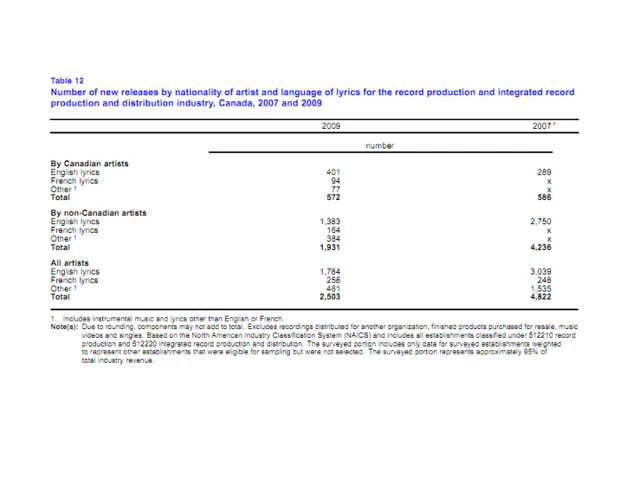 Table 12
Number of new releases by nationality of artist and language of lyrics for the record production and integrated record
production and distribution industry, Canada, 2007 and 2009
2009 2007 r
number
By Canadian artists
English lyrics 401 289
French lyrics 94 x
Other 1 77 x
Total 572 586
By non-Canadian artists
English lyrics 1,383 2,750
French lyrics 164 x
Other 1 384 x
Total 1,931 4,236
All artists
English lyrics 1,784 3,039
French lyrics 258 248
Other 1 461 1,535
Total 2,503 4,822
1. Includes instrumental music and lyrics other than English or French.
Note(s): Due to rounding, components may not add to total. Excludes recordings distributed for another organization, finished products purchased for resale, music
videos and singles. Based on the North American Industry Classification System (NAICS) and includes all establishments classified under 512210 record
production and 512220 integrated record production and distribution. The surveyed portion includes only data for surveyed establishments weighted
to represent other establishments that were eligible for sampling but were not selected. The surveyed portion represents approximately 95% of
total industry revenue.